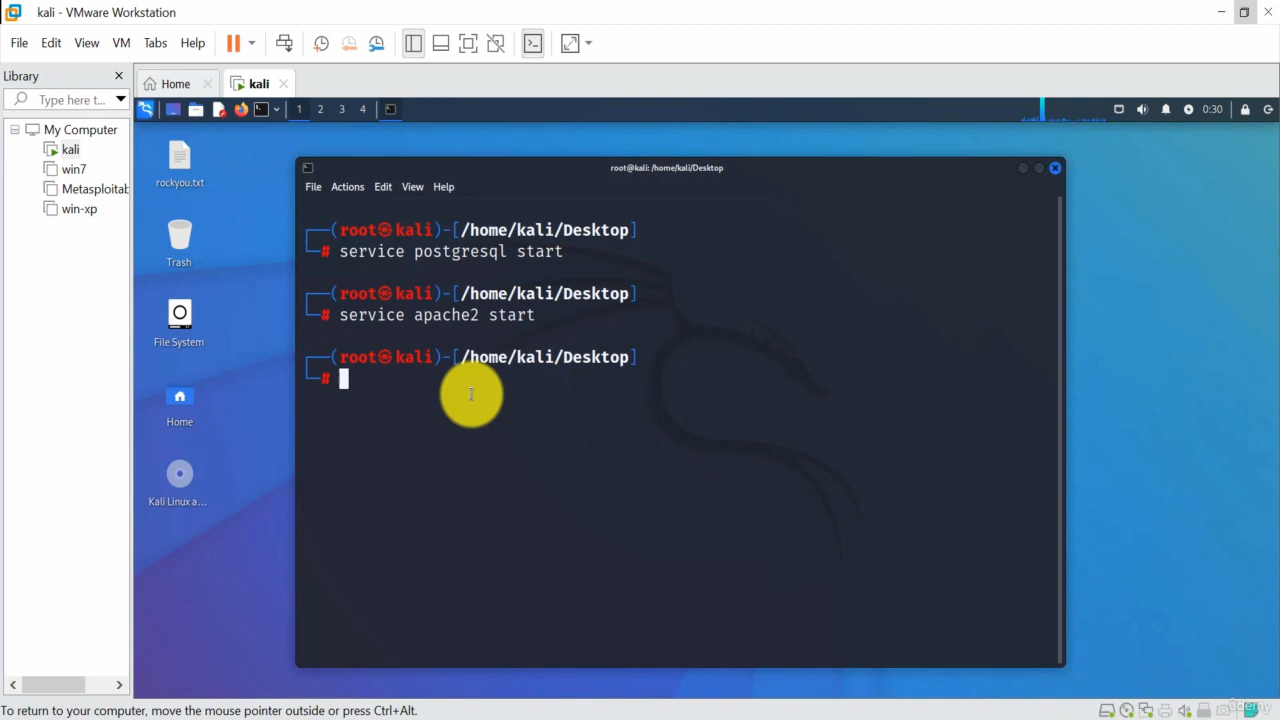 kali - VMware Workstation
File Edit View VM Tabs Help
Library
Home
kali
Type here t...
1 2 3 4
0:30
My Computer
kali
win7
Metasploitab
win-xp
rockyou.txt
Trash
File System
Home
Kali Linux a...
root@kali: /home/kali/Desktop
File Actions Edit View Help
(root㉿kali)-[/home/kali/Desktop]
# service postgresql start
(root㉿kali)-[/home/kali/Desktop]
# service apache2 start
(root㉿kali)-[/home/kali/Desktop]
#
To return to your computer, move the mouse pointer outside or press Ctrl+Alt.
Udemy